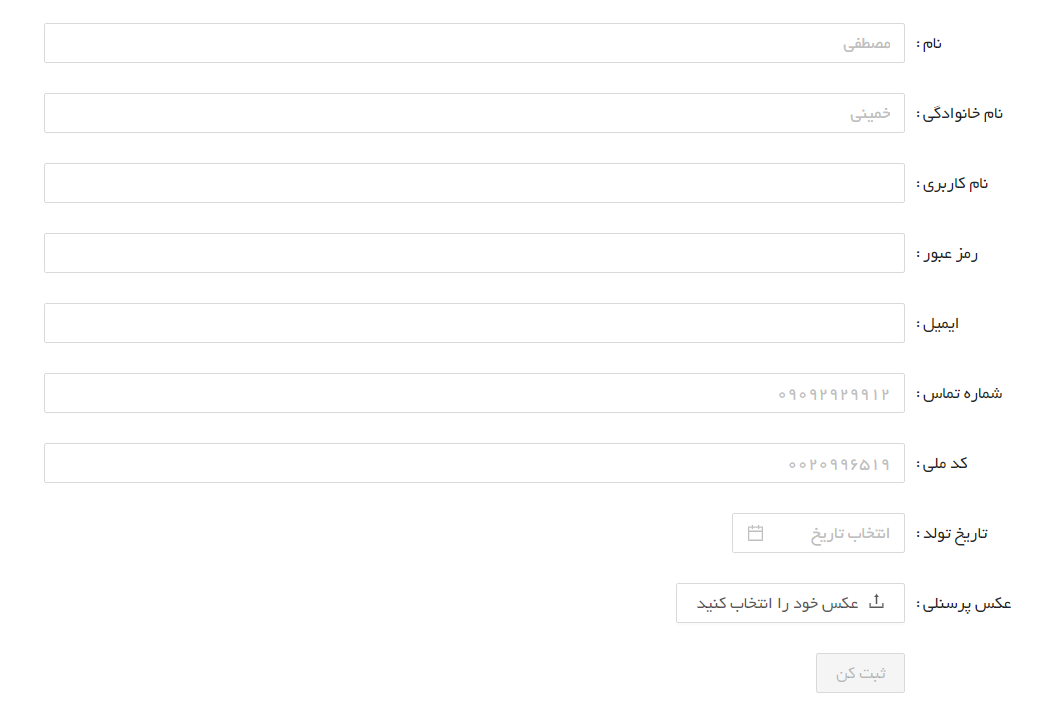 نام : مصطفی
نام خانوادگی : خمینی
نام کاربری :
رمز عبور :
ایمیل :
شماره تماس : ۰۹۰۹۲۹۲۹۹۱۲
کد ملی : ۰۰۲۰۹۹۶۵۱۹
تاریخ تولد : انتخاب تاریخ
عکس پرسنلی : عکس خود را انتخاب کنید
ثبت کن